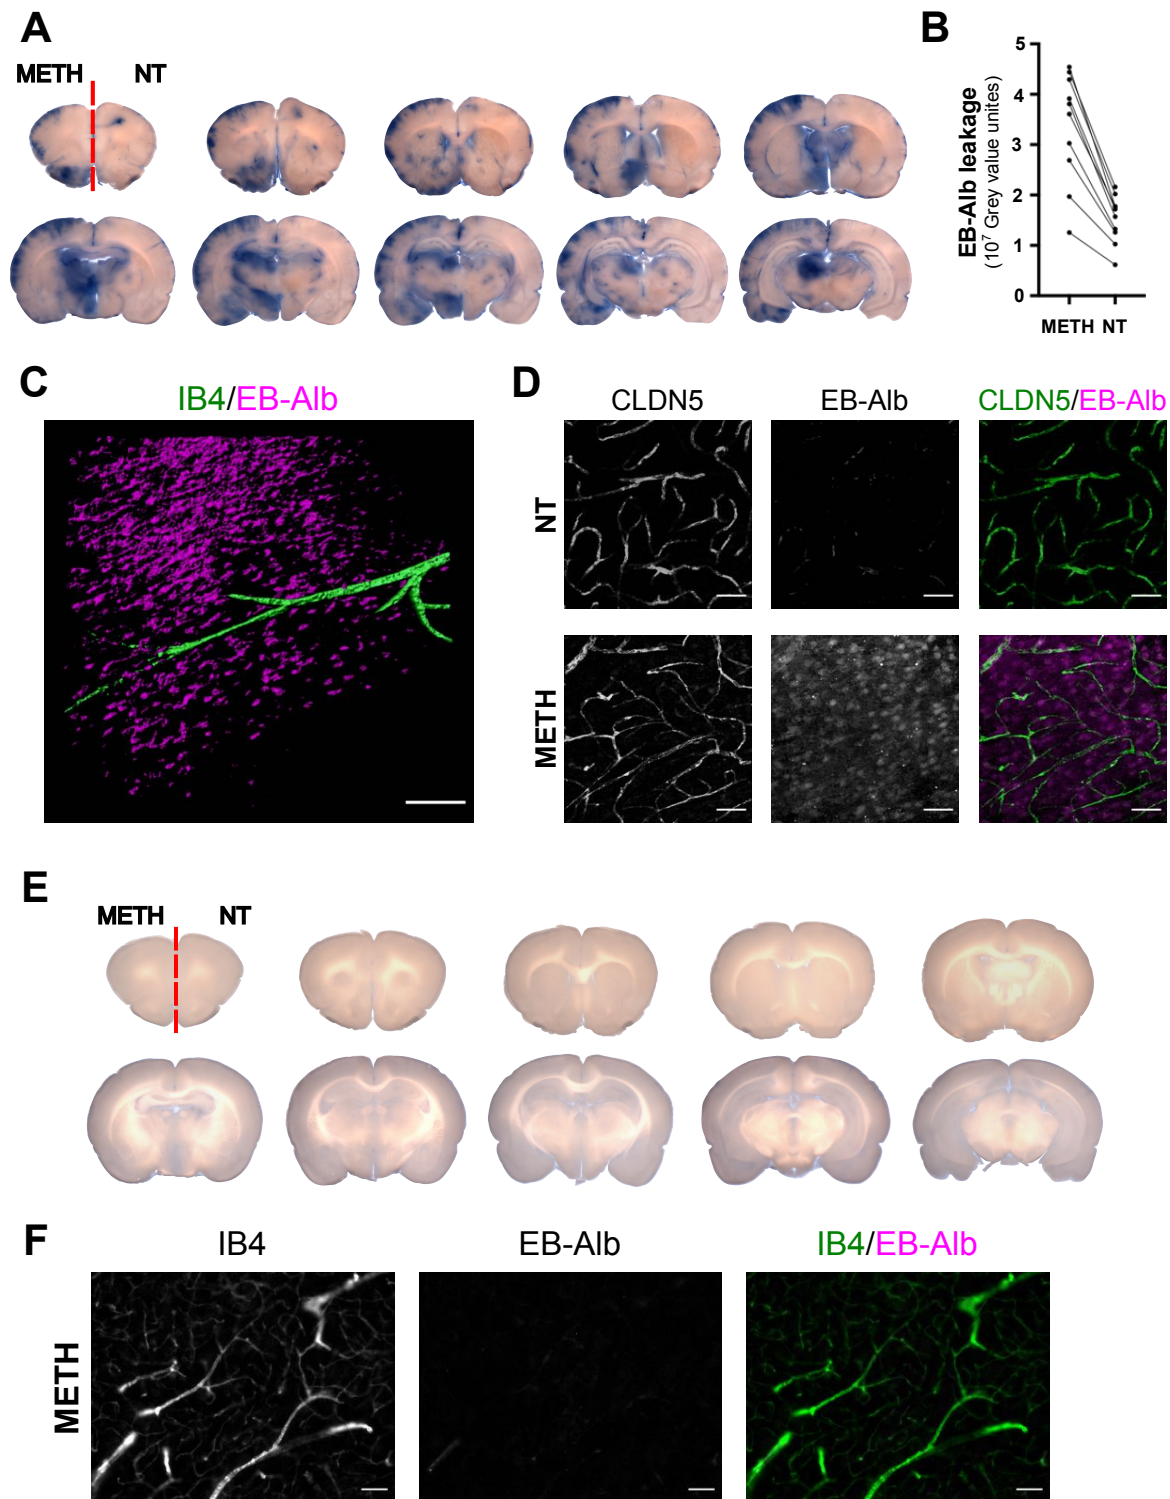 A
METH NT
B
EB-Alb leakage
(10⁷ Grey value unites)
5
4
3
2
1
0
METH NT
C
IB4/EB-Alb
D
CLDN5 EB-Alb CLDN5/EB-Alb
NT
METH
E
METH NT
F
IB4 EB-Alb IB4/EB-Alb
METH